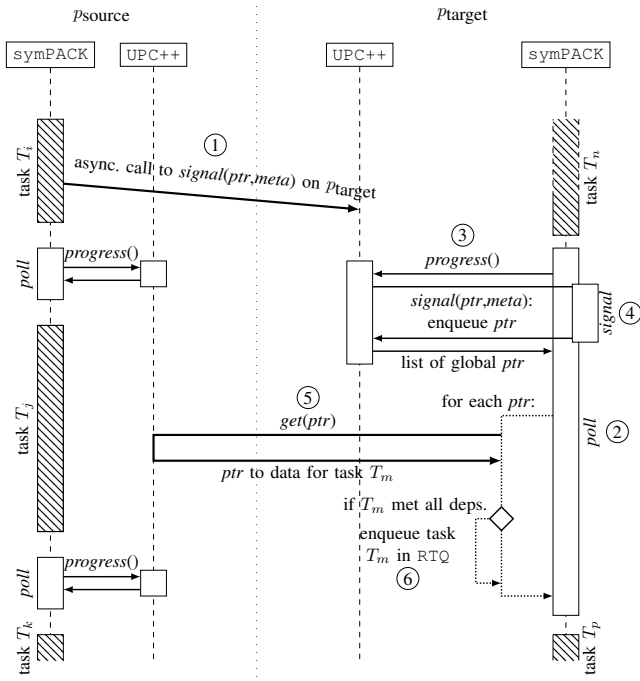 psource
ptarget
symPACK
UPC++
UPC++
symPACK
task Ti
1
async. call to signal(ptr,meta) on ptarget
task Tn
poll
progress()
3
progress()
signal(ptr,meta):
enqueue ptr
signal
4
list of global ptr
task Tj
5
get(ptr)
for each ptr:
poll
2
ptr to data for task Tm
if Tm met all deps.
enqueue task
Tm in RTQ
6
poll
progress()
task Tk
task Tp